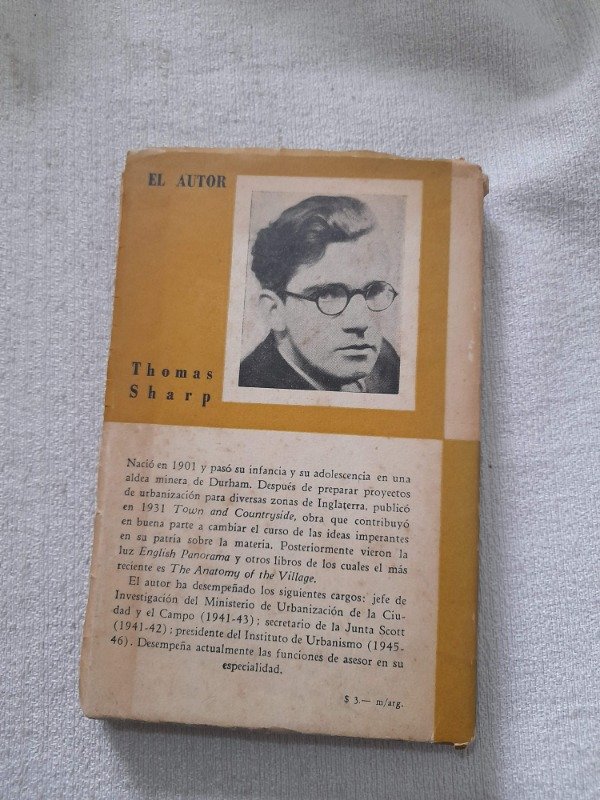 EL AUTOR
Thomas
Sharp
Nació en 1901 y pasó su infancia y su adolescencia en una
aldea minera de Durham. Después de preparar proyectos
de urbanización para diversas zonas de Inglaterra, publicó
en 1931 Town and Countryside, obra que contribuyó
en buena parte a cambiar el curso de las ideas imperantes
en su patria sobre la materia. Posteriormente vieron la
luz English Panorama y otros libros de los cuales el más
reciente es The Anatomy of the Village.
El autor ha desempeñado los siguientes cargos: jefe de
Investigación del Ministerio de Urbanización de la Ciu-
dad y el Campo (1941-43); secretario de la Junta Scott
(1941-42); presidente del Instituto de Urbanismo (1945-
46). Desempeña actualmente las funciones de asesor en su
especialidad.
$ 3.— m/arg.